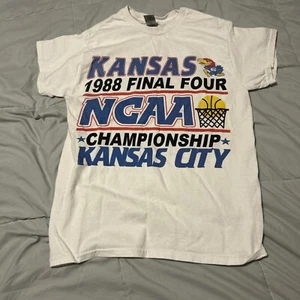 KANSAS
1988 FINAL FOUR
NCAA
CHAMPIONSHIP
KANSAS CITY